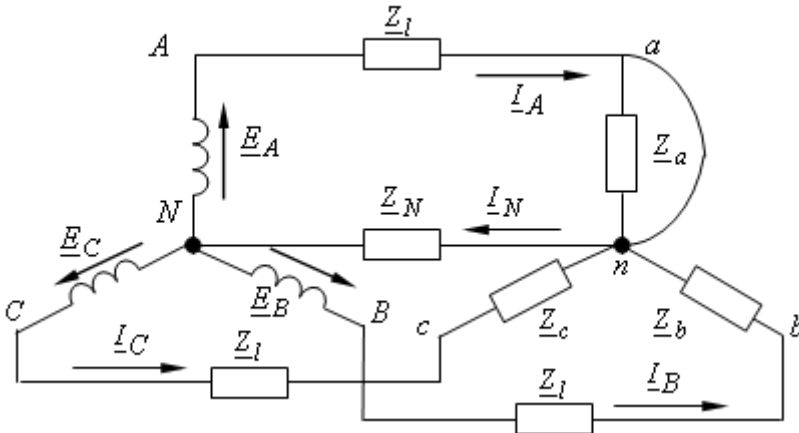 Z_l
A
a
I_A
E_A
Z_a
N
Z_N
I_N
E_C
n
E_B
C
B
c
Z_c
Z_b
b
I_C
Z_l
Z_l
I_B